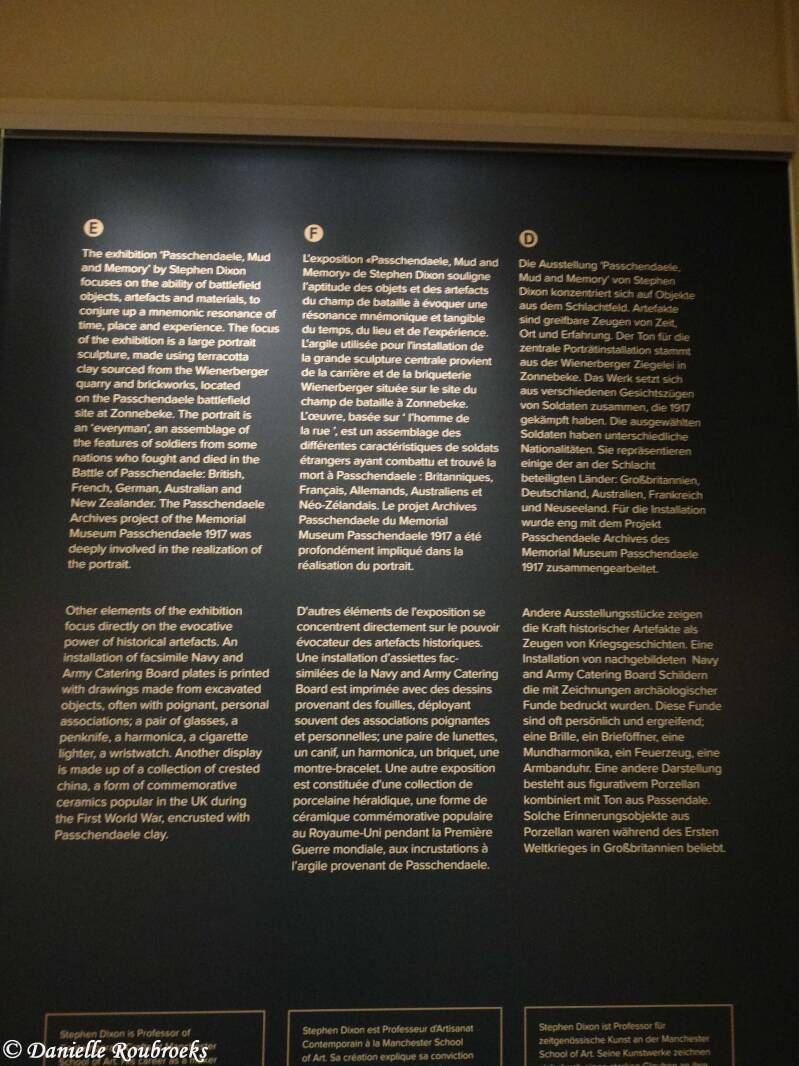 E
The exhibition 'Passchendaele, Mud
and Memory' by Stephen Dixon
focuses on the ability of battlefield
objects, artefacts and materials, to
conjure up a mnemonic resonance of
time, place and experience. The focus
of the exhibition is a large portrait
sculpture, made using terracotta
clay sourced from the Wienerberger
quarry and brickworks, located
on the Passchendaele battlefield
site at Zonnebeke. The portrait is
an 'everyman', an assemblage of
the features of soldiers from some
nations who fought and died in the
Battle of Passchendaele: British,
French, German, Australian and
New Zealander. The Passchendaele
Archives project of the Memorial
Museum Passchendaele 1917 was
deeply involved in the realization of
the portrait.
Other elements of the exhibition
focus directly on the evocative
power of historical artefacts. An
installation of facsimile Navy and
Army Catering Board plates is printed
with drawings made from excavated
objects, often with poignant, personal
associations; a pair of glasses, a
penknife, a harmonica, a cigarette
lighter, a wristwatch. Another display
is made up of a collection of crested
china, a form of commemorative
ceramics popular in the UK during
the First World War, encrusted with
Passchendaele clay.
F
L'exposition «Passchendaele, Mud and
Memory» de Stephen Dixon souligne
l'aptitude des objets et des artefacts
du champ de bataille à évoquer une
résonance mnémonique et tangible
du temps, du lieu et de l'expérience.
L'argile utilisée pour l'installation de
la grande sculpture centrale provient
de la carrière et de la briqueterie
Wienerberger située sur le site du
champ de bataille à Zonnebeke.
L'œuvre, basée sur ' l'homme de
la rue ', est un assemblage des
différentes caractéristiques de soldats
étrangers ayant combattu et trouvé la
mort à Passchendaele : Britanniques,
Français, Allemands, Australiens et
Néo-Zélandais. Le projet Archives
Passchendaele du Memorial
Museum Passchendaele 1917 a été
profondément impliqué dans la
réalisation du portrait.
D'autres éléments de l'exposition se
concentrent directement sur le pouvoir
évocateur des artefacts historiques.
Une installation d'assiettes fac-
similées de la Navy and Army Catering
Board est imprimée avec des dessins
provenant des fouilles, déployant
souvent des associations poignantes
et personnelles; une paire de lunettes,
un canif, un harmonica, un briquet, une
montre-bracelet. Une autre exposition
est constituée d'une collection de
porcelaine héraldique, une forme de
céramique commémorative populaire
au Royaume-Uni pendant la Première
Guerre mondiale, aux incrustations à
l'argile provenant de Passchendaele.
D
Die Ausstellung 'Passchendaele,
Mud and Memory' von Stephen
Dixon konzentriert sich auf Objekte
aus dem Schlachtfeld. Artefakte
sind greifbare Zeugen von Zeit,
Ort und Erfahrung. Der Ton für die
zentrale Porträtinstallation stammt
aus der Wienerberger Ziegelei in
Zonnebeke. Das Werk setzt sich
aus verschiedenen Gesichtszügen
von Soldaten zusammen, die 1917
gekämpft haben. Die ausgewählten
Soldaten haben unterschiedliche
Nationalitäten. Sie repräsentieren
einige der an der Schlacht
beteiligten Länder: Großbritannien,
Deutschland, Australien, Frankreich
und Neuseeland. Für die Installation
wurde eng mit dem Projekt
Passchendaele Archives des
Memorial Museum Passchendaele
1917 zusammengearbeitet.
Andere Ausstellungsstücke zeigen
die Kraft historischer Artefakte als
Zeugen von Kriegsgeschichten. Eine
Installation von nachgebildeten Navy
and Army Catering Board Schildern
die mit Zeichnungen archäologischer
Funde bedruckt wurden. Diese Funde
sind oft persönlich und ergreifend;
eine Brille, ein Brieföffner, eine
Mundharmonika, ein Feuerzeug, eine
Armbanduhr. Eine andere Darstellung
besteht aus figurativem Porzellan
kombiniert mit Ton aus Passendale.
Solche Erinnerungsobjekte aus
Porzellan waren während des Ersten
Weltkrieges in Großbritannien beliebt.
Stephen Dixon is Professor of
Manchester
School of Art. His career as a maker
Stephen Dixon est Professeur d'Artisanat
Contemporain à la Manchester School
of Art. Sa création explique sa conviction
Stephen Dixon ist Professor für
zeitgenössische Kunst an der Manchester
School of Art. Seine Kunstwerke zeichnen
© Danielle Roubroeks